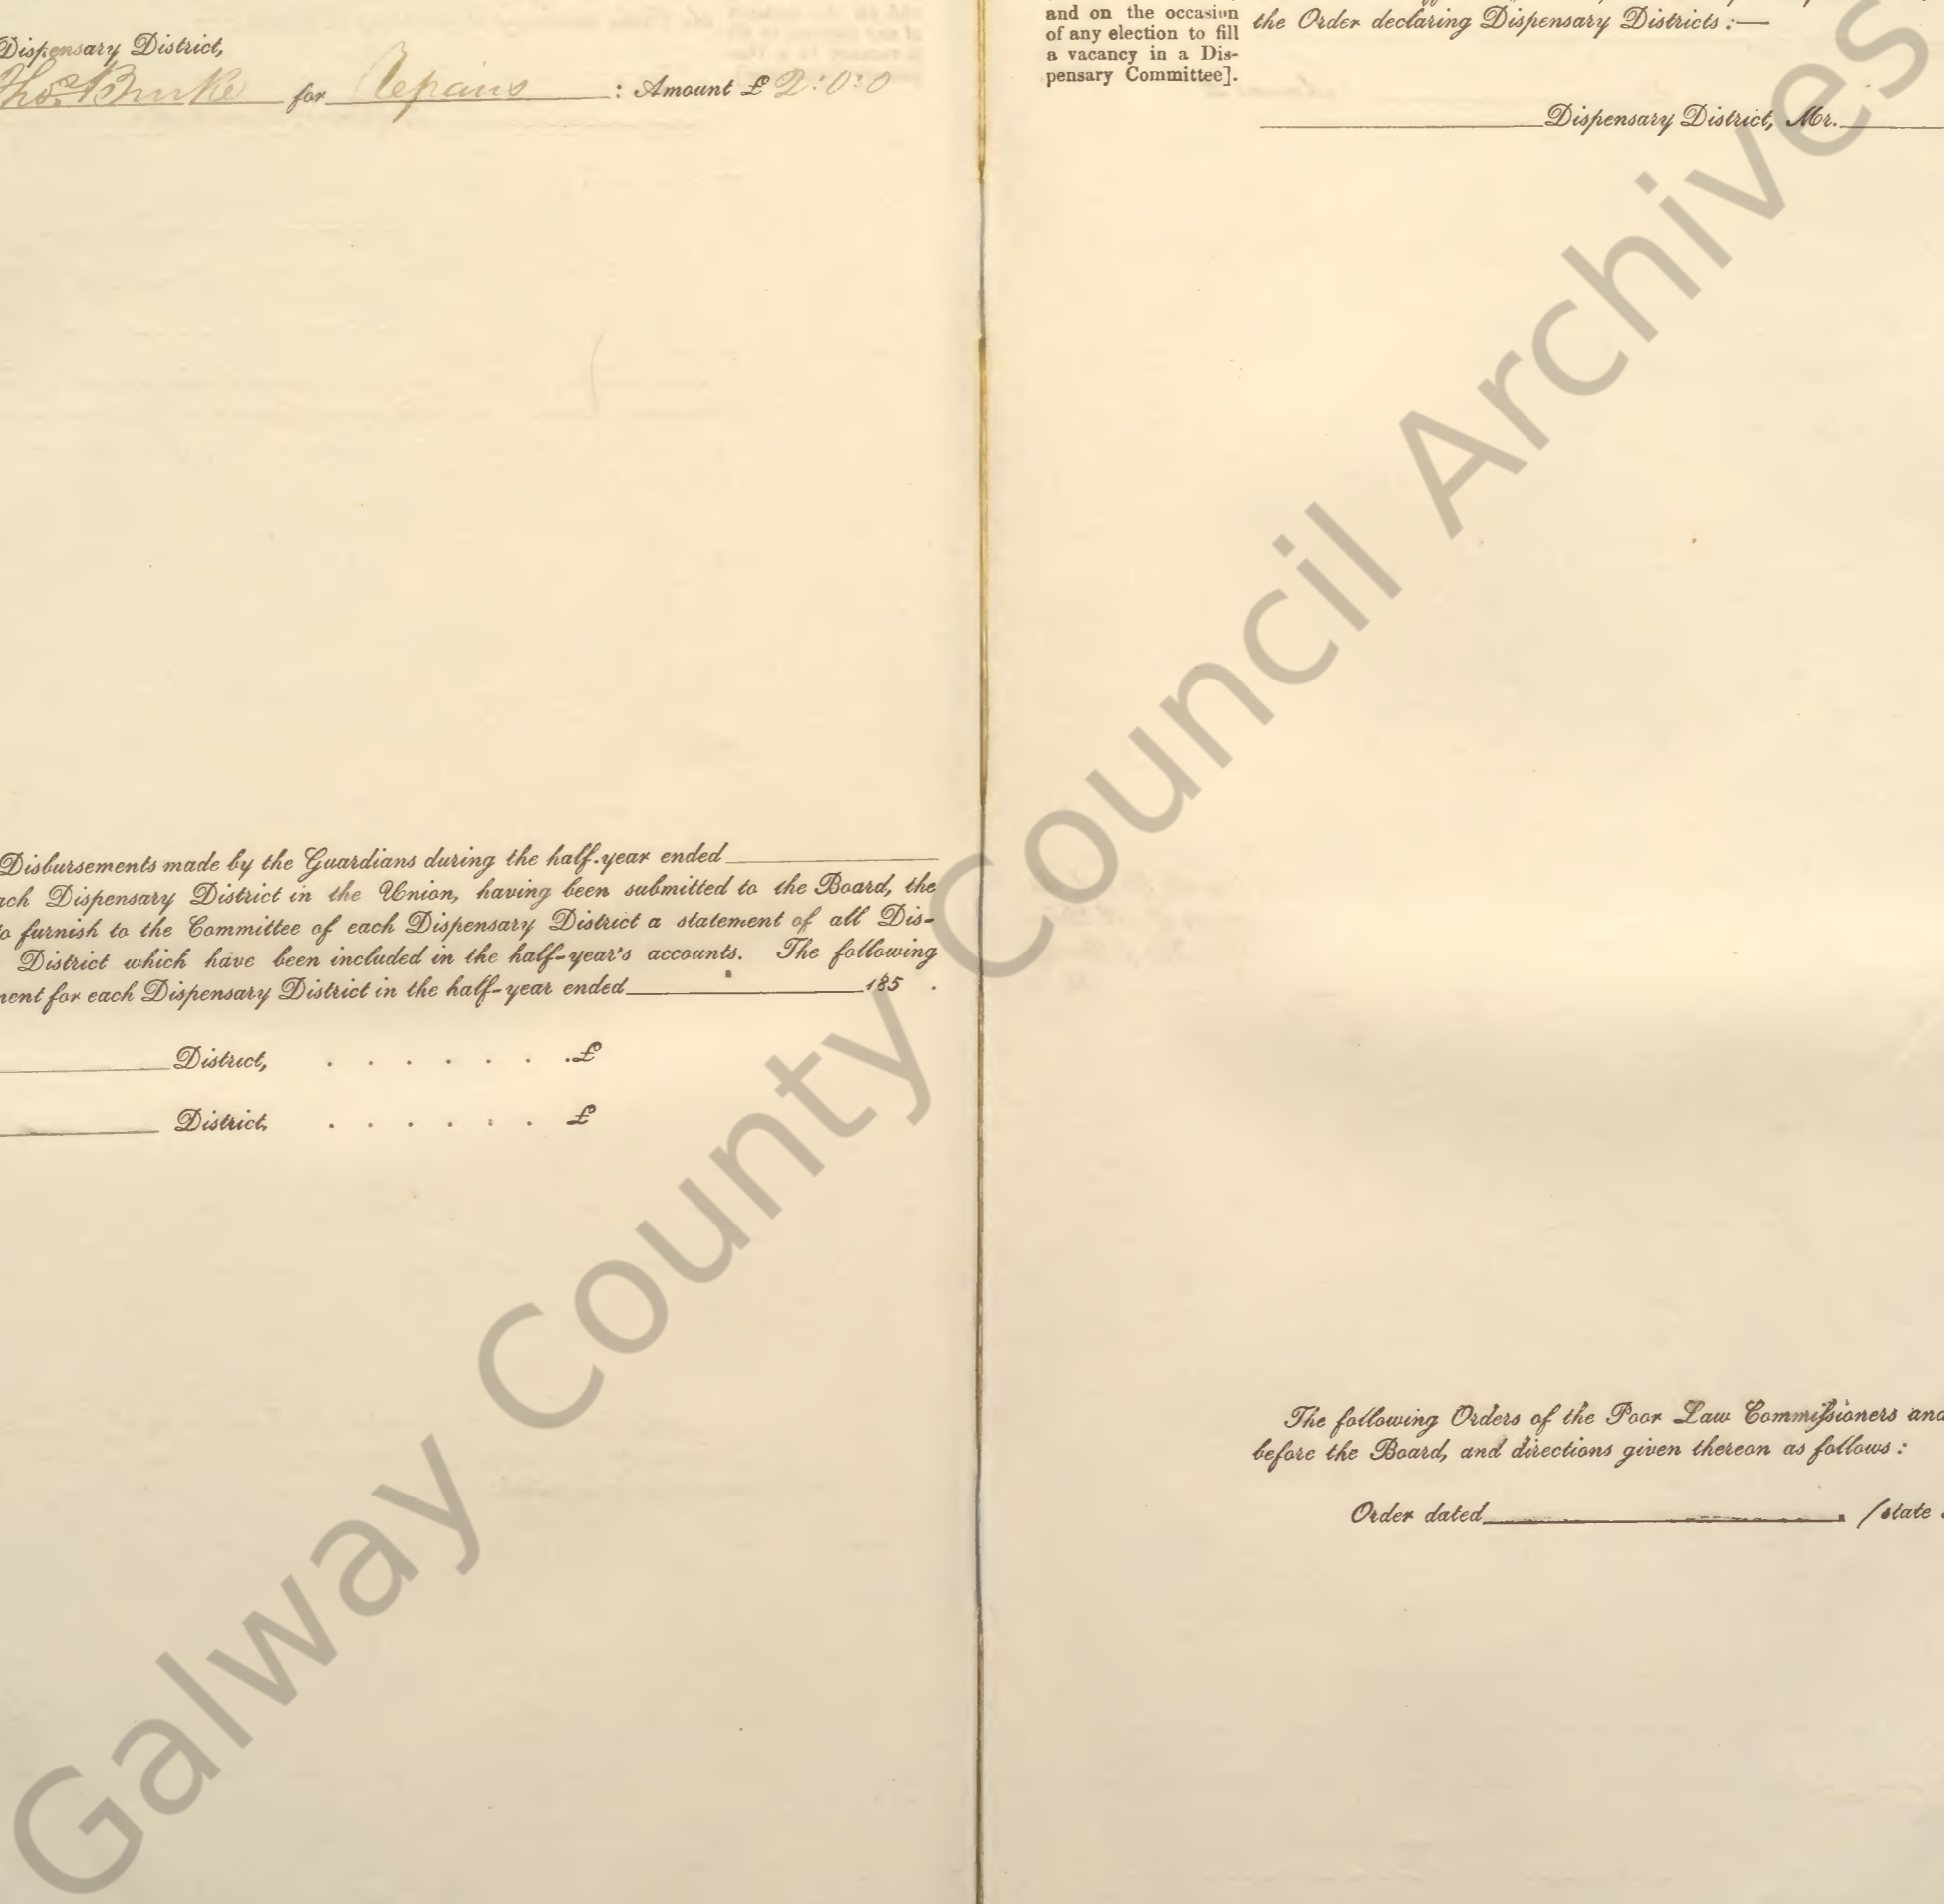 Dispensary District,
Thos. Burke for Repairs : Amount £ 2:0:0
Disbursements made by the Guardians during the half-year ended
ach Dispensary District in the Union, having been submitted to the Board, the
to furnish to the Committee of each Dispensary District a statement of all Dis-
District which have been included in the half-year's accounts. The following
ment for each Dispensary District in the half-year ended 185 .
District, . . . . . . . £
District, . . . . . . £
and on the occasion
of any election to fill
a vacancy in a Dis-
pensary Committee].
the Order declaring Dispensary Districts :—
Dispensary District, Mr.
The following Orders of the Poor Law Commissioners and
before the Board, and directions given thereon as follows :
Order dated . (state
Galway County Council Archives